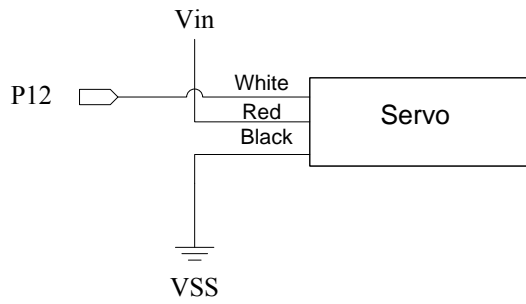 Vin
White
P12
Red
Servo
Black
VSS